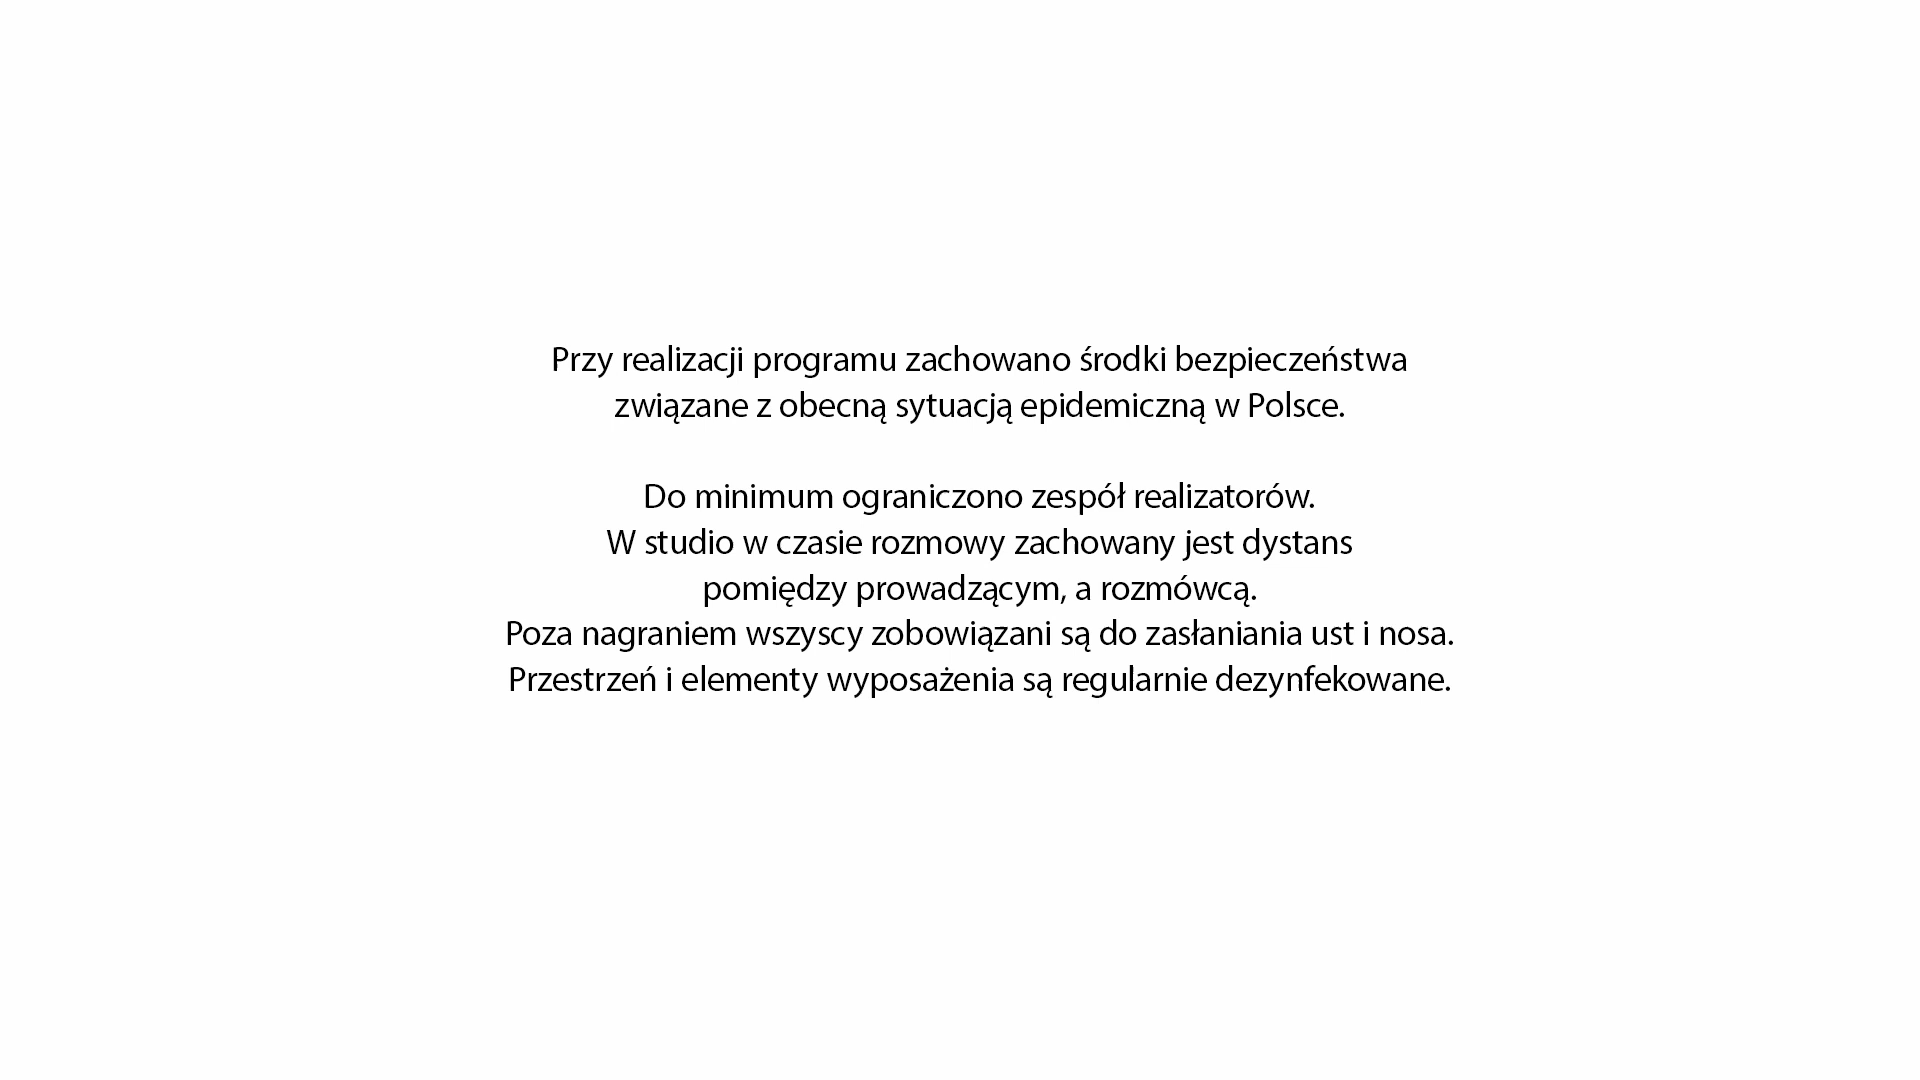 Przy realizacji programu zachowano środki bezpieczeństwa
związane z obecną sytuacją epidemiczną w Polsce.
Do minimum ograniczono zespół realizatorów.
W studio w czasie rozmowy zachowany jest dystans
pomiędzy prowadzącym, a rozmówcą.
Poza nagraniem wszyscy zobowiązani są do zasłaniania ust i nosa.
Przestrzeń i elementy wyposażenia są regularnie dezynfekowane.